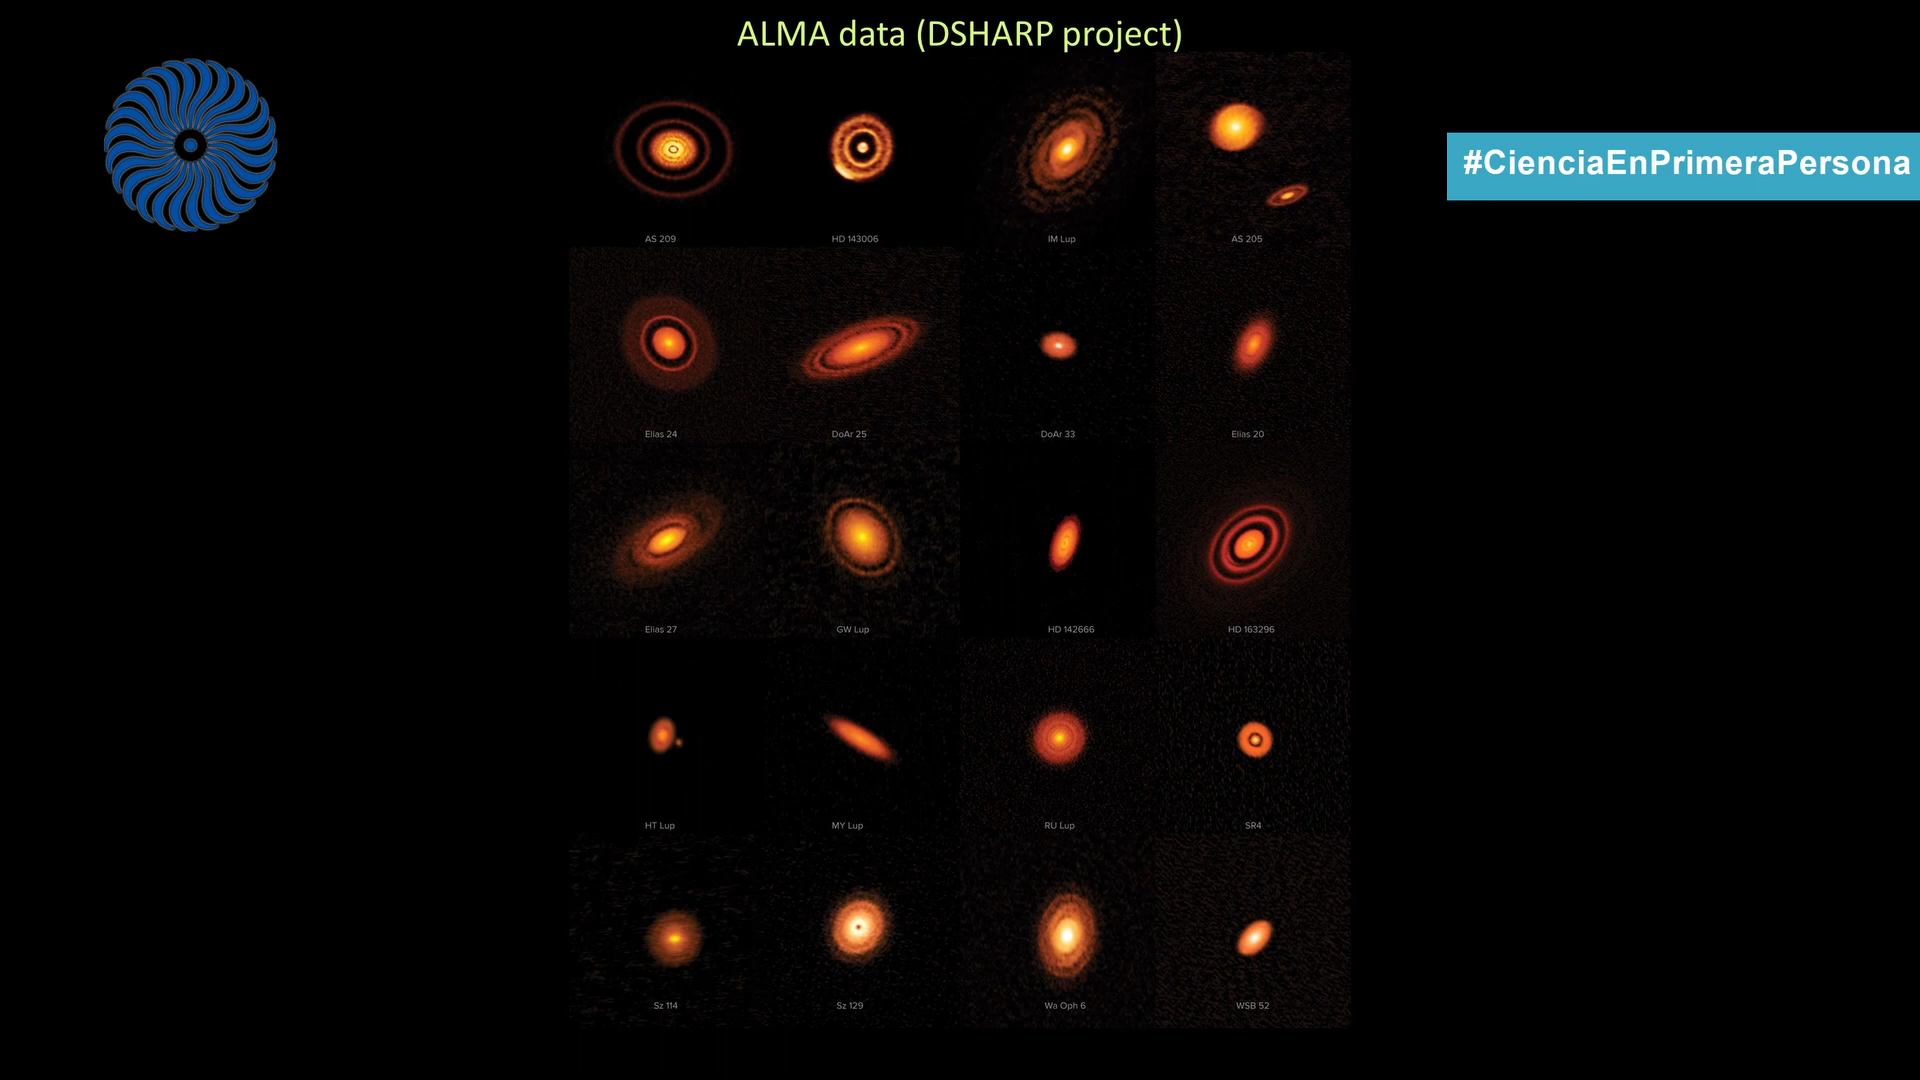 ALMA data (DSHARP project)
#CienciaEnPrimeraPersona
AS 209
HD 143006
IM Lup
AS 205
Elias 24
DoAr 25
DoAr 33
Elias 20
Elias 27
GW Lup
HD 142666
HD 163296
HT Lup
MY Lup
RU Lup
SR4
Sz 114
Sz 129
Wa Oph 6
WSB 52